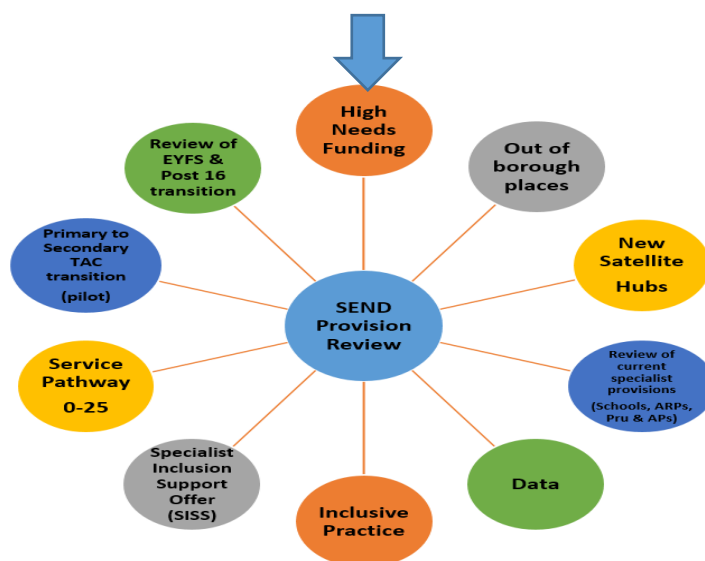 High
Needs
Funding
Out of
borough
places
New
Satellite
Hubs
Review of
current
specialist
provisions
(Schools, ARPs,
Pru & APs)
Data
Inclusive
Practice
Specialist
Inclusion
Support
Offer
(SISS)
Service
Pathway
0-25
Primary to
Secondary
TAC
transition
(pilot)
Review of
EYFS &
Post 16
transition
SEND
Provision
Review